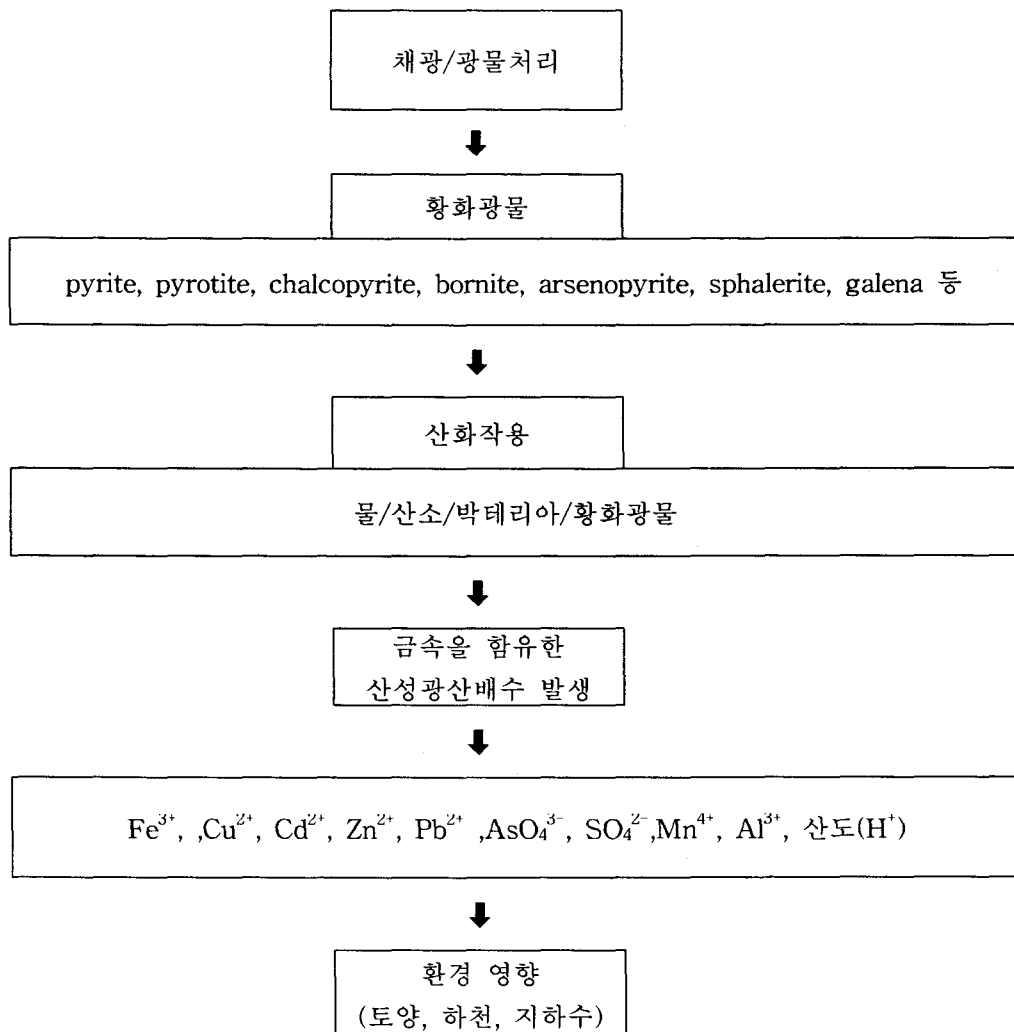 채광/광물처리
황화광물
pyrite, pyrotite, chalcopyrite, bornite, arsenopyrite, sphalerite, galena 등
산화작용
물/산소/박테리아/황화광물
금속을 함유한
산성광산배수 발생
Fe³⁺, ,Cu²⁺, Cd²⁺, Zn²⁺, Pb²⁺ ,AsO₄³⁻, SO₄²⁻,Mn⁴⁺, Al³⁺, 산도(H⁺)
환경 영향
(토양, 하천, 지하수)